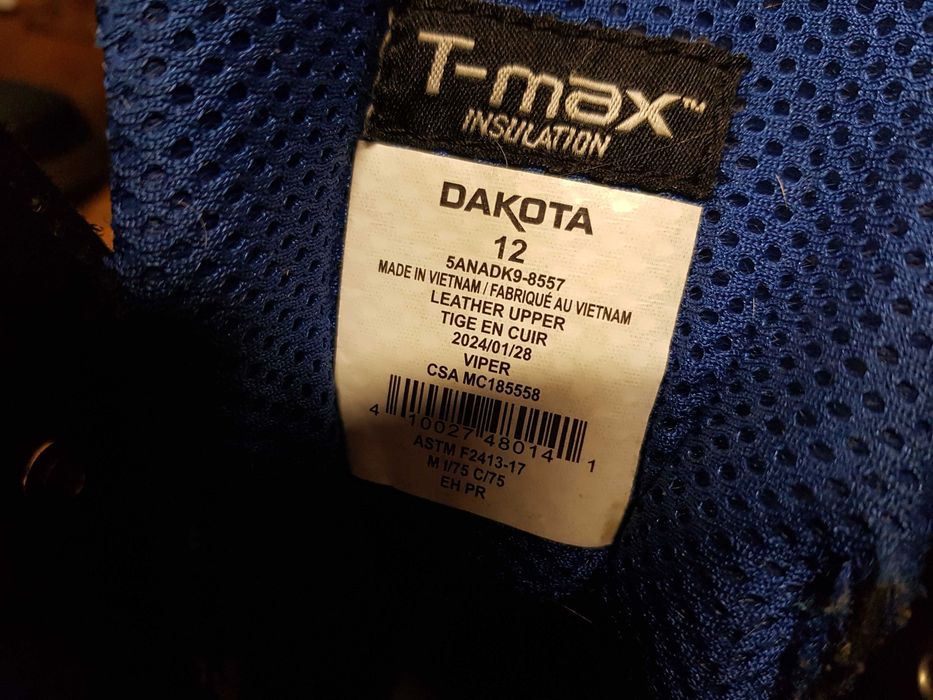 T-max™
INSULATION
DAKOTA
12
5ANADK9-8557
MADE IN VIETNAM / FABRIQUÉ AU VIETNAM
LEATHER UPPER
TIGE EN CUIR
2024/01/28
VIPER
CSA MC185558
4 10027 48014 1
ASTM F2413-17
M I/75 C/75
EH PR